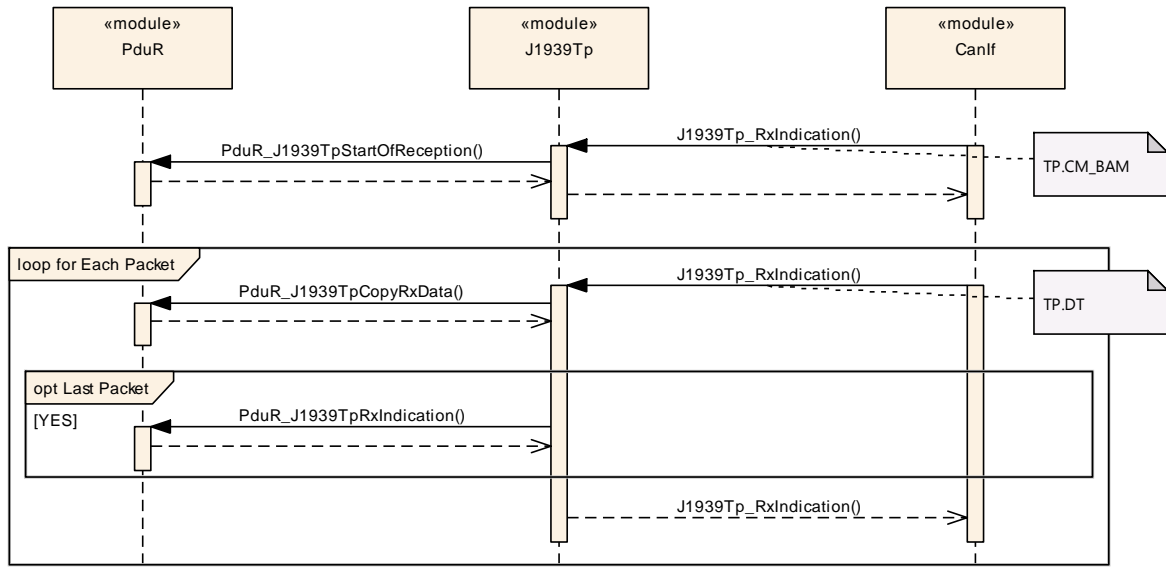 «module»
PduR
«module»
J1939Tp
«module»
CanIf
J1939Tp_RxIndication()
PduR_J1939TpStartOfReception()
TP.CM_BAM
loop for Each Packet
J1939Tp_RxIndication()
PduR_J1939TpCopyRxData()
TP.DT
opt Last Packet
[YES]
PduR_J1939TpRxIndication()
J1939Tp_RxIndication()